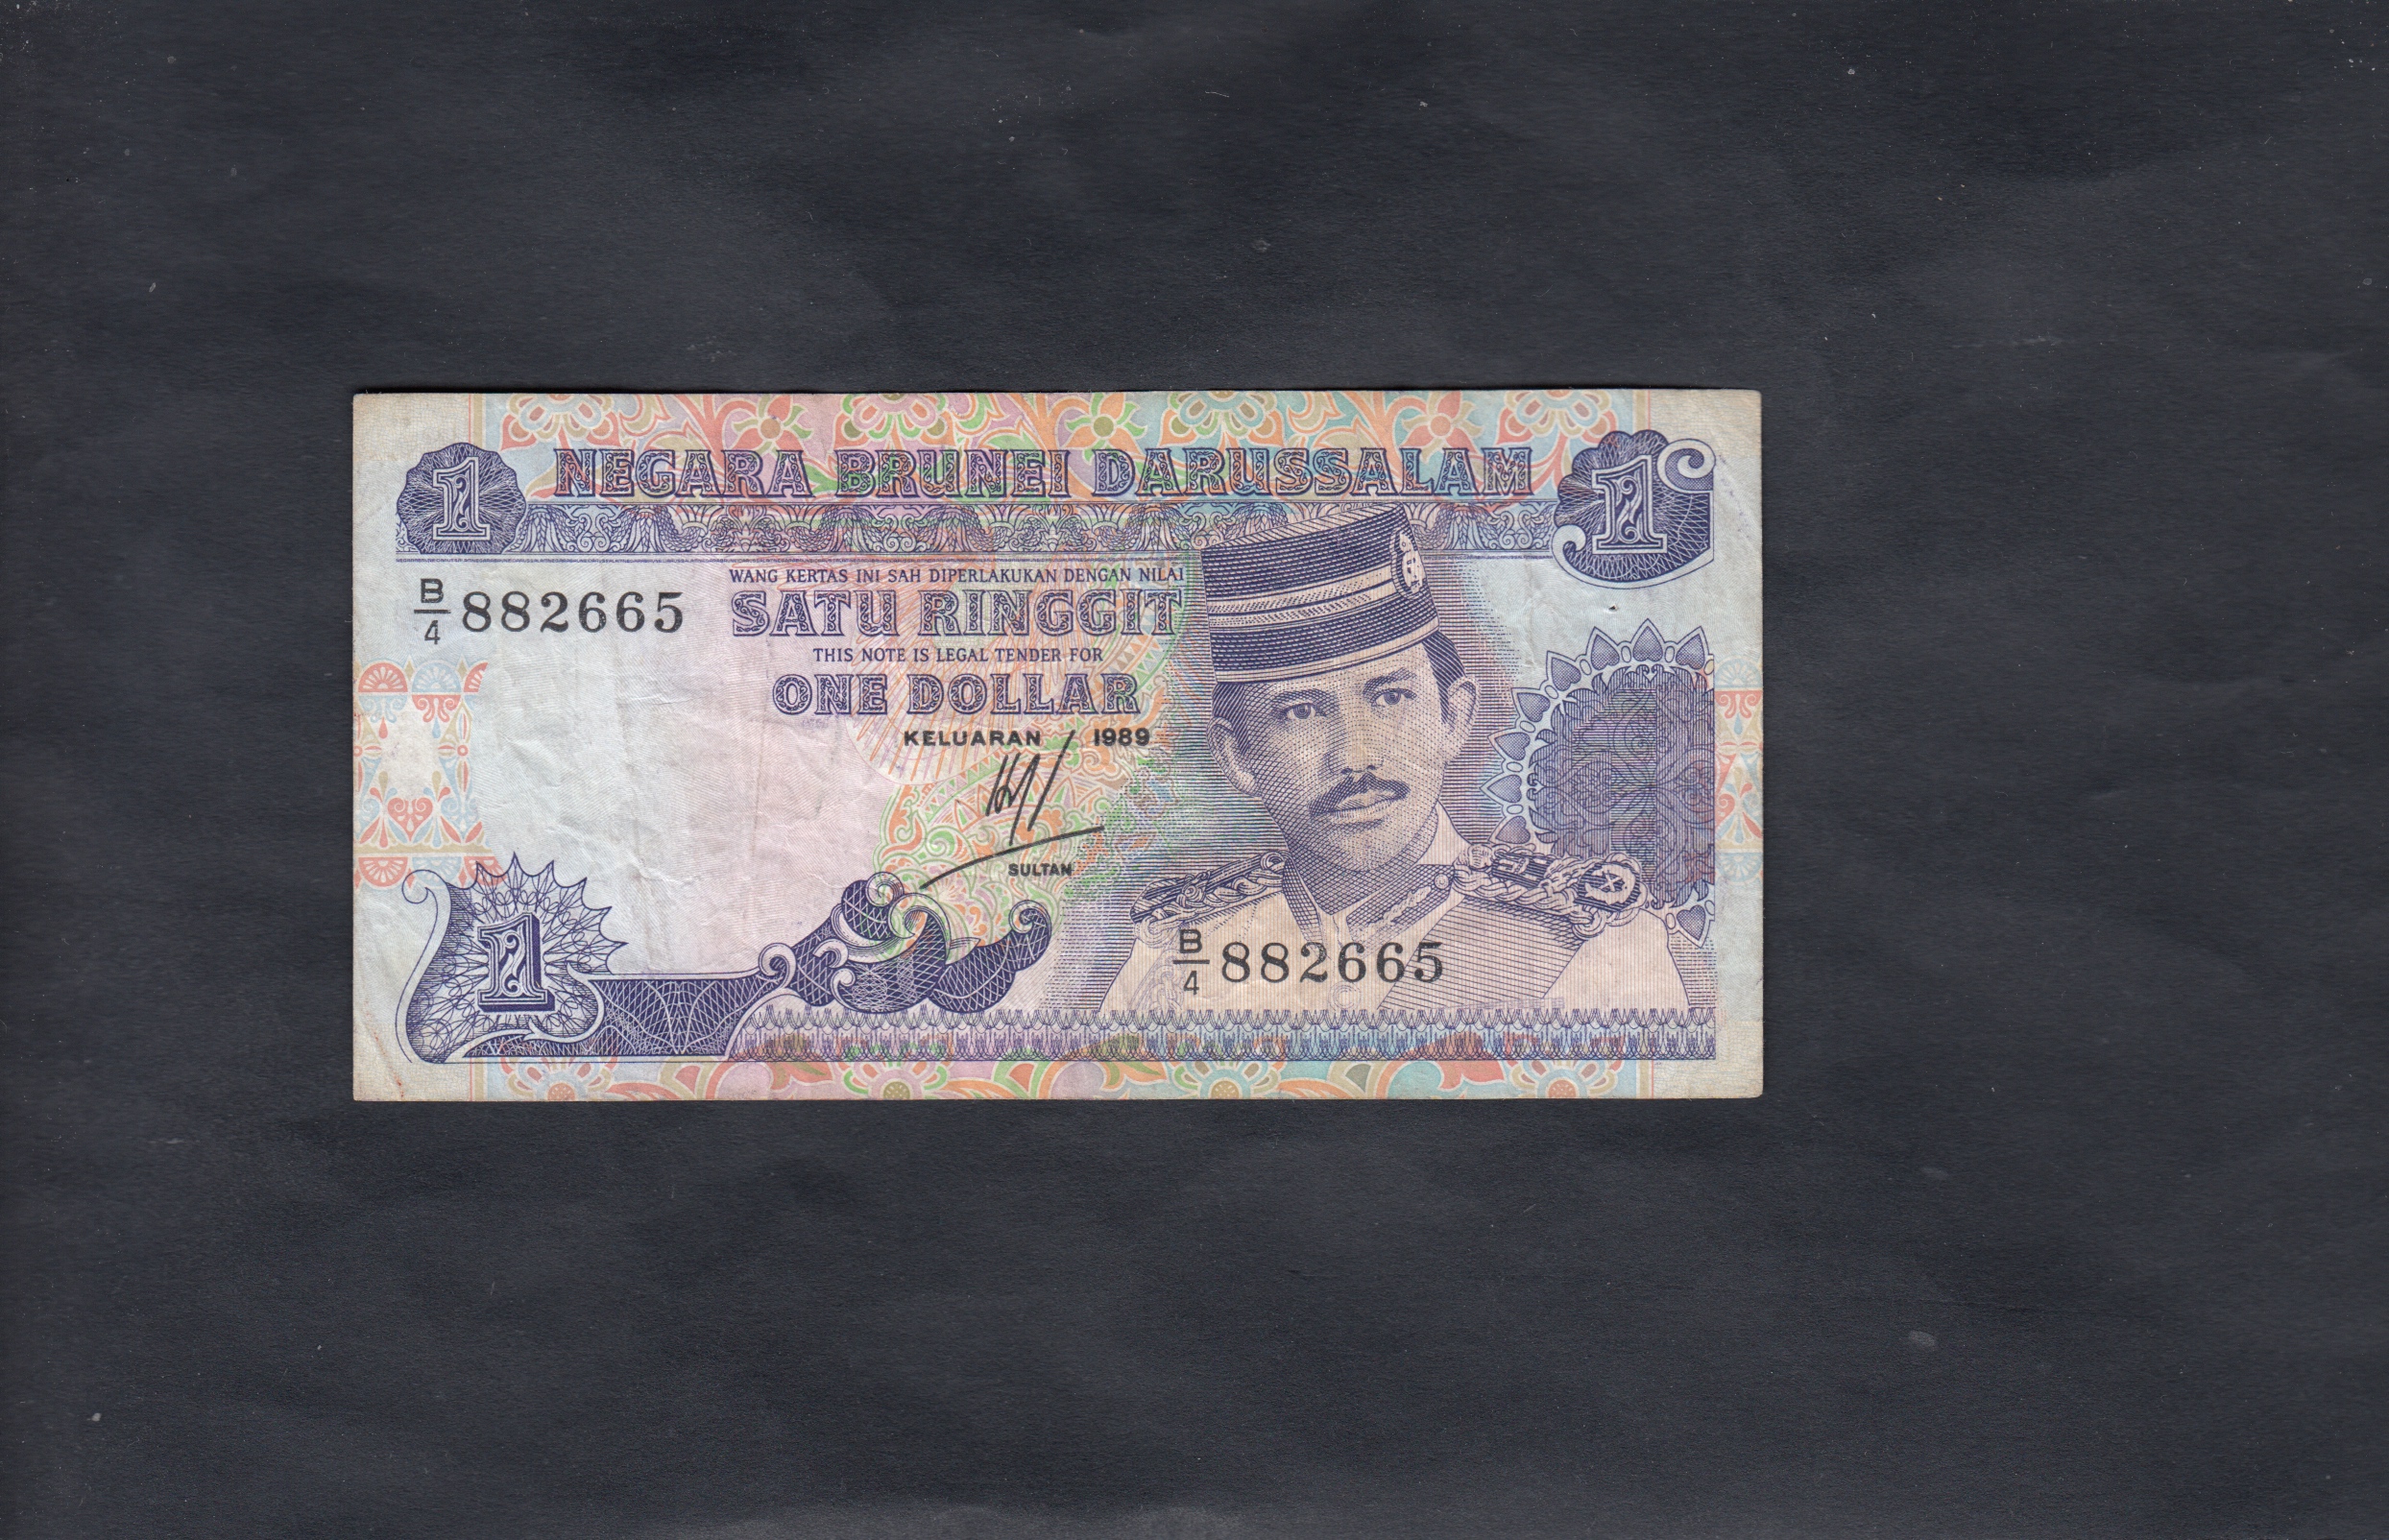 NEGARA BRUNEI DARUSSALAM
1
1
WANG KERTAS INI SAH DIPERLAKUKAN DENGAN NILAI
B/4 882665
SATU RINGGIT
THIS NOTE IS LEGAL TENDER FOR
ONE DOLLAR
KELUARAN 1989
SULTAN
1
B/4 882665